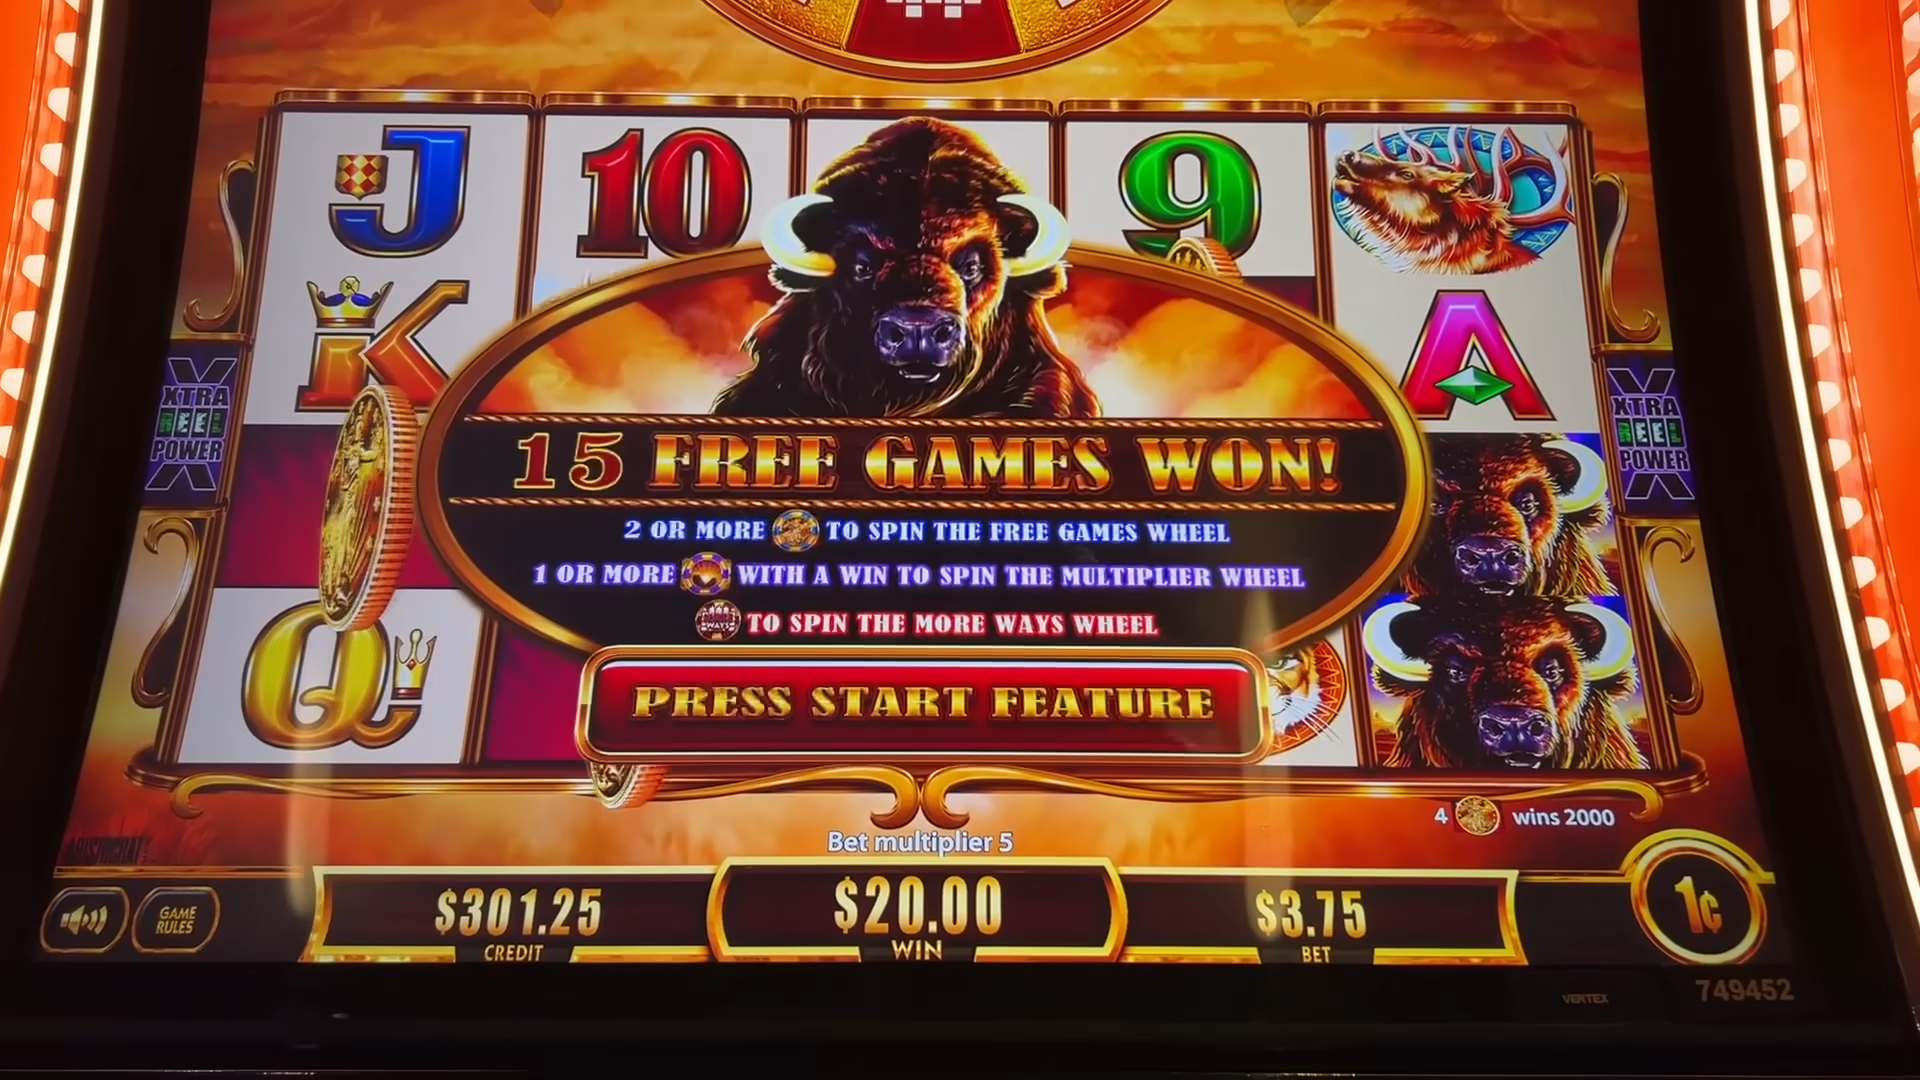 J
10
9
K
A
XTRA
REEL
POWER
XTRA
REEL
POWER
15 FREE GAMES WON!
2 OR MORE TO SPIN THE FREE GAMES WHEEL
1 OR MORE WITH A WIN TO SPIN THE MULTIPLIER WHEEL
TO SPIN THE MORE WAYS WHEEL
Q
PRESS START FEATURE
4 wins 2000
Bet multiplier 5
ARISTOCRAT
GAME
RULES
$301.25
CREDIT
$20.00
WIN
$3.75
BET
1¢
VERTEX
749452